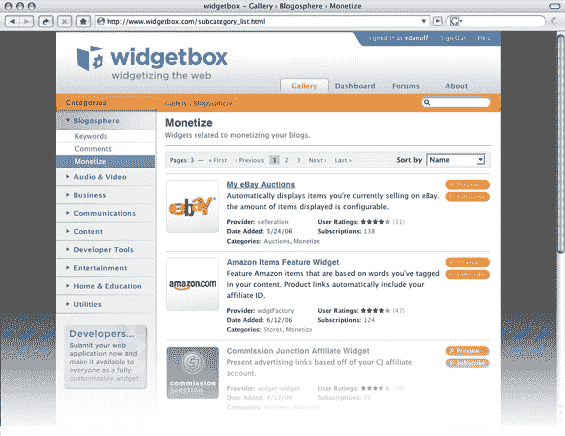 widgetbox – Gallery › Blogosphere › Monetize
http://www.widgetbox.com/subcategory_list.html
Signed in as edanuff Sign Out Help
widgetbox
widgetizing the web
Gallery Dashboard Forums About
Categories
Gallery › Blogosphere
Blogosphere
Keywords
Comments
Monetize
Audio & Video
Business
Communications
Content
Developer Tools
Entertainment
Home & Education
Utilities
Developers...
Submit your web
application now and
make it available to
everyone as a fully
customizable widget.
Monetize
Widgets related to monetizing your blogs.
Pages: 3 — « First ‹ Previous 1 2 3 Next › Last »
Sort by Name
ebaY
My eBay Auctions
Automatically displays items you're currently selling on eBay.
the amount of items displayed is configurable.
Provider: selleration User Ratings: ★★★★★ (31)
Date Added: 5/24/06 Subscriptions: 138
Categories: Auctions, Monetize
Preview
Subscribe
amazon.com
Amazon Items Feature Widget
Feature Amazon items that are based on words you've tagged
in your content. Product links automatically include your
affiliate ID.
Provider: wdgtFactory User Ratings: ★★★★★ (47)
Date Added: 6/12/06 Subscriptions: 124
Categories: Stores, Monetize
Preview
Subscribe
commission
junction
Commission Junction Affiliate Widget
Present advertising links based off of your CJ affiliate
account.
Provider: widget-widget User Ratings:
Date Added: Subscriptions:
Categories: Monetize
Preview
Subscribe